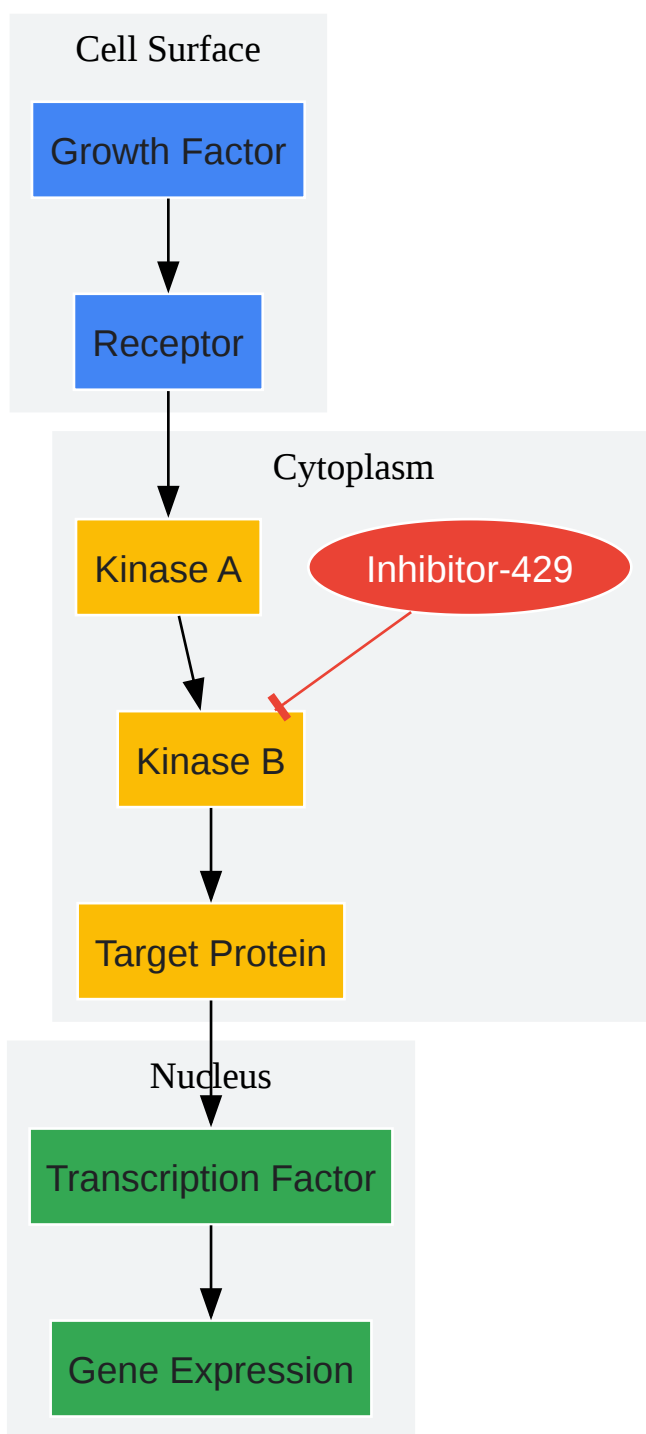 Cell Surface
Growth Factor
Receptor
Cytoplasm
Kinase A
Inhibitor-429
Kinase B
Target Protein
Nucleus
Transcription Factor
Gene Expression